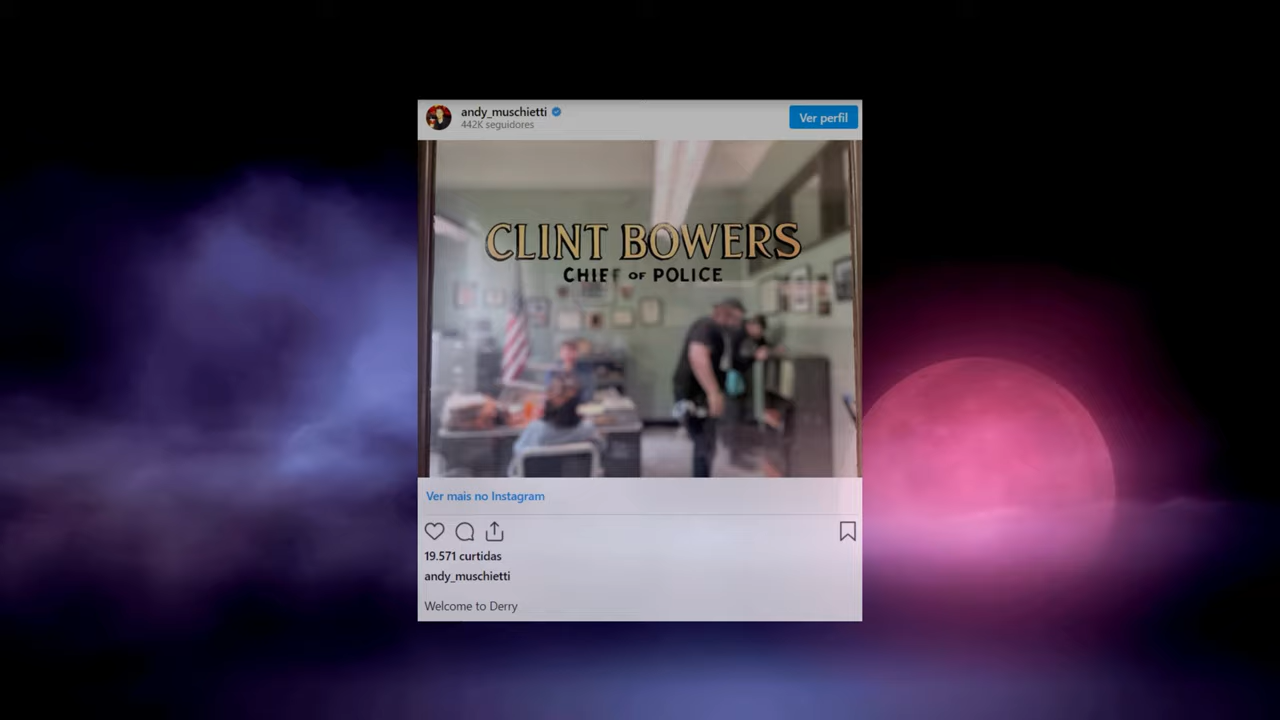 andy_muschietti
442K seguidores
Ver perfil
CLINT BOWERS
CHIEF OF POLICE
Ver mais no Instagram
19.571 curtidas
andy_muschietti
Welcome to Derry